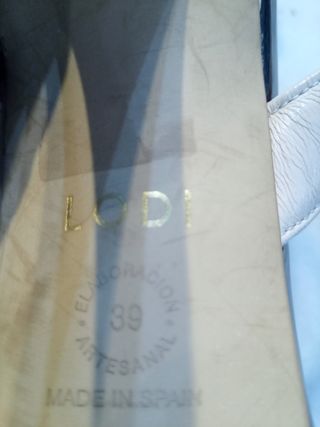 LODI
ELABORACION
39
ARTESANAL
MADE.IN.SPAIN